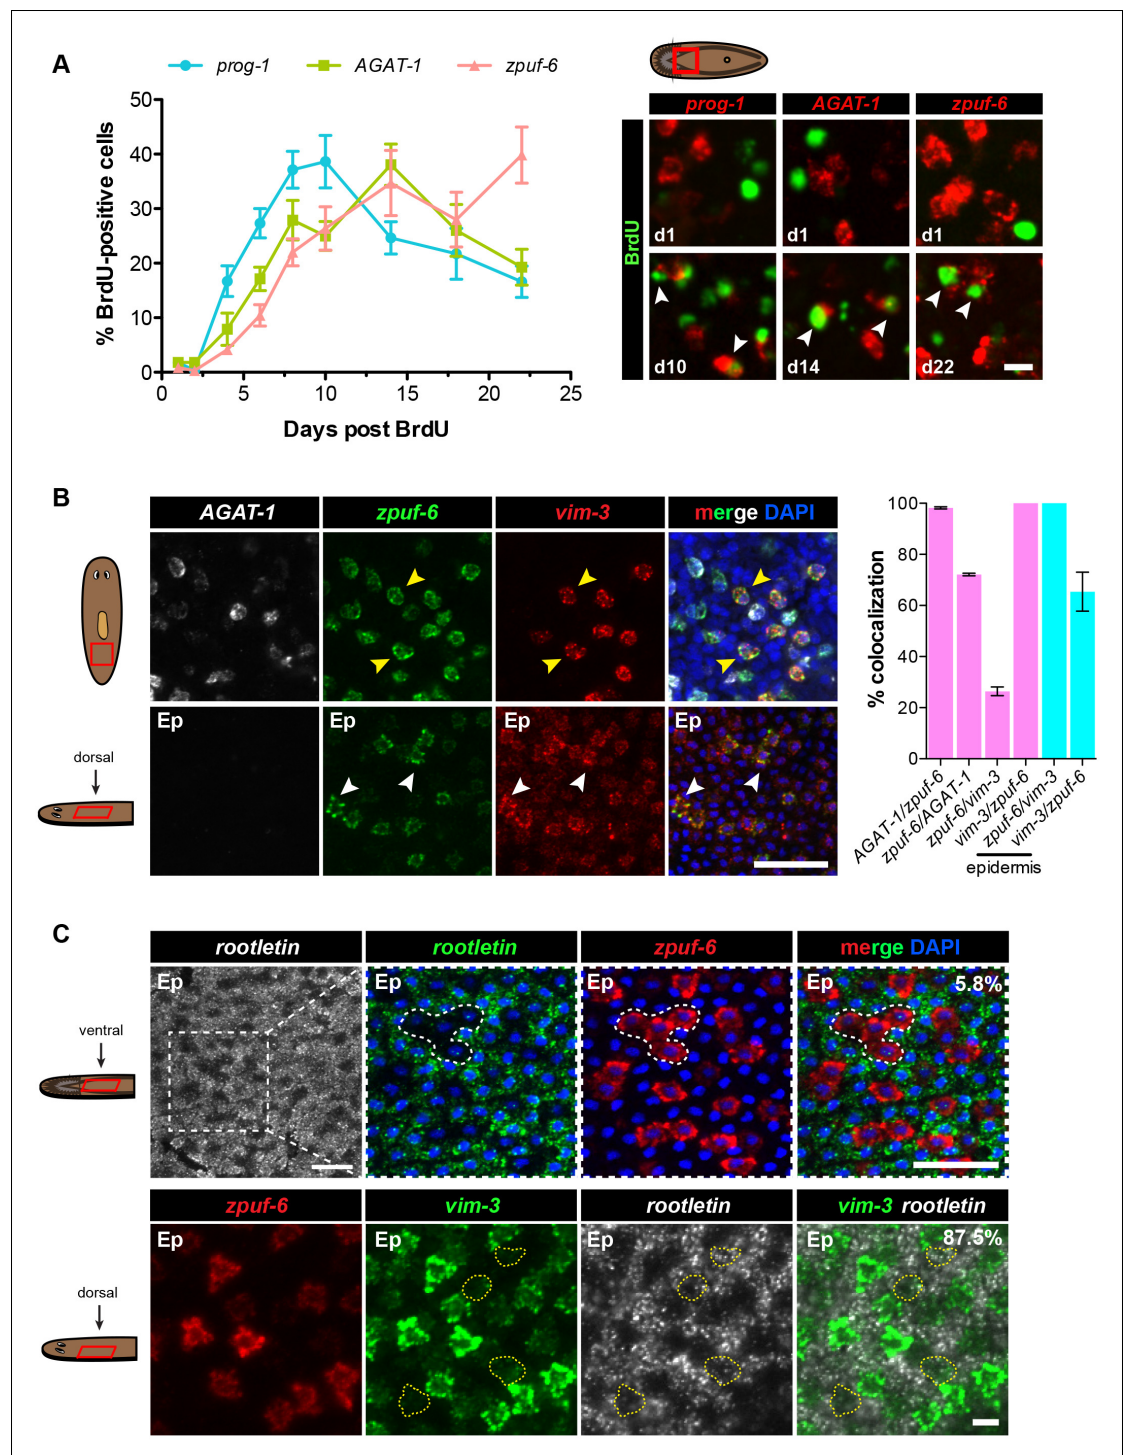 A
prog-1 AGAT-1 zpuf-6
% BrdU-positive cells
50
40
30
20
10
0
0 5 10 15 20 25
Days post BrdU
prog-1 AGAT-1 zpuf-6
BrdU
d1 d1 d1
d10 d14 d22
B
AGAT-1 zpuf-6 vim-3 merge DAPI
dorsal
Ep Ep Ep Ep
% colocalization
100
80
60
40
20
0
AGAT-1/zpuf-6
zpuf-6/AGAT-1
zpuf-6/vim-3
vim-3/zpuf-6
zpuf-6/vim-3
vim-3/zpuf-6
epidermis
C
rootletin rootletin zpuf-6 merge DAPI
ventral
Ep Ep Ep Ep 5.8%
zpuf-6 vim-3 rootletin vim-3 rootletin
dorsal
Ep Ep Ep Ep 87.5%